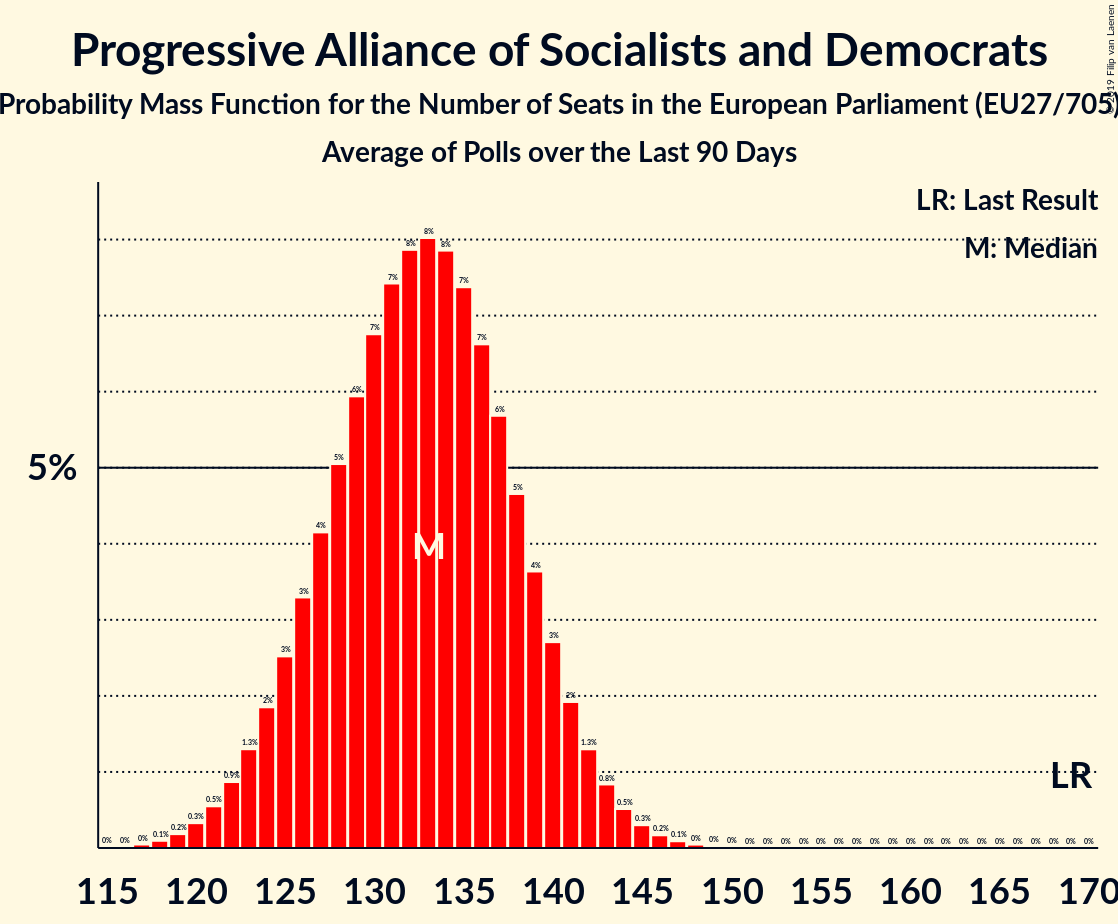 Progressive Alliance of Socialists and Democrats
Probability Mass Function for the Number of Seats in the European Parliament (EU27/705)
Average of Polls over the Last 90 Days
© 2019 Filip van Laenen
LR: Last Result
M: Median
5%
0% 0% 0% 0.1% 0.2% 0.3% 0.5% 0.9% 1.3% 2% 3% 3% 4% 5% 6% 7% 7% 8% 8% 8% 7% 7% 6% 5% 4% 3% 2% 1.3% 0.8% 0.5% 0.3% 0.2% 0.1% 0% 0% 0% 0% 0% 0% 0% 0% 0% 0% 0% 0% 0% 0% 0% 0% 0% 0% 0% 0% 0% 0% 0%
M
LR
115 120 125 130 135 140 145 150 155 160 165 170